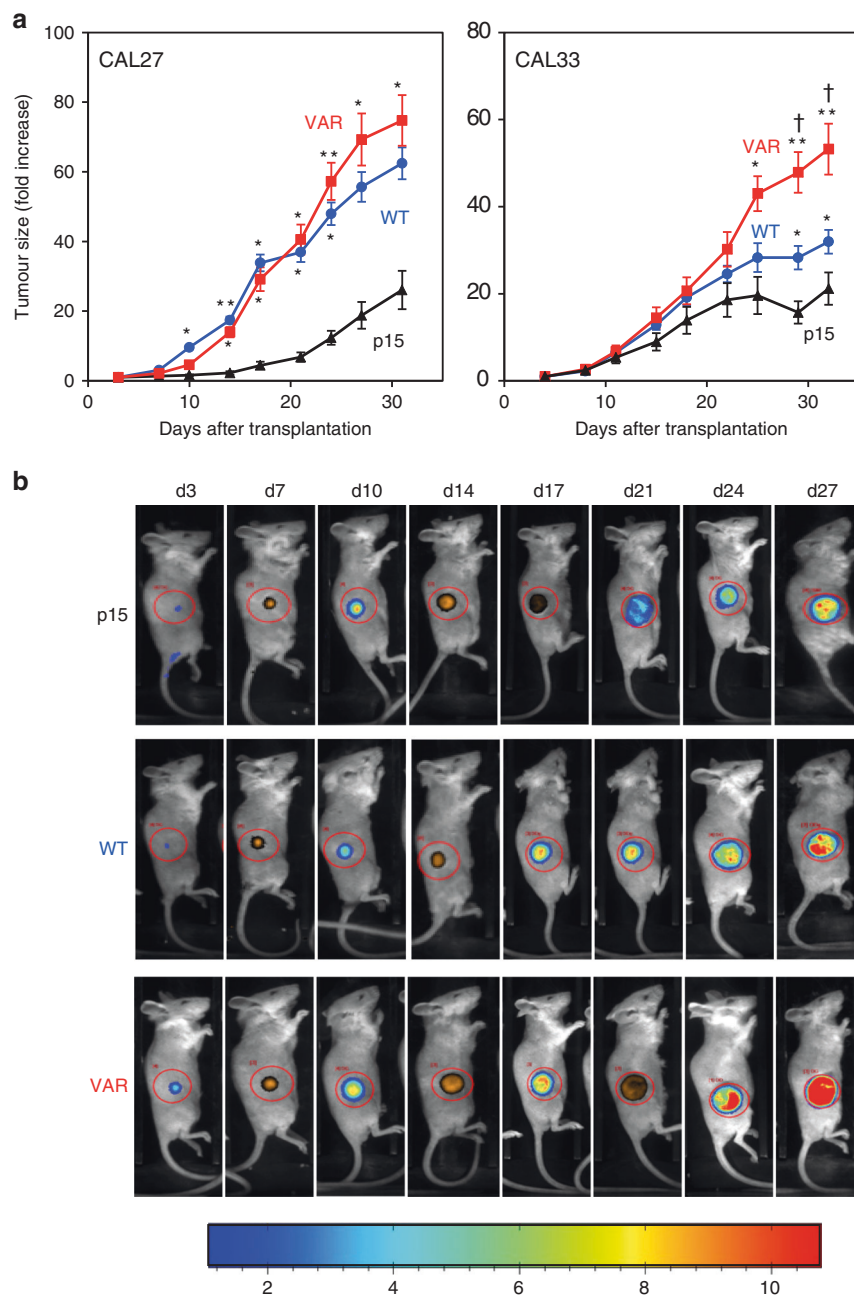 a
CAL27
CAL33
Tumour size (fold increase)
100
80
60
40
20
0
80
60
40
20
0
VAR
WT
p15
VAR
WT
p15
*
**
*
*
*
*
*
**
*
*
*
*
**
†
**
†
*
*
0 10 20 30
0 10 20 30
Days after transplantation
Days after transplantation
b
d3 d7 d10 d14 d17 d21 d24 d27
p15
WT
VAR
2 4 6 8 10